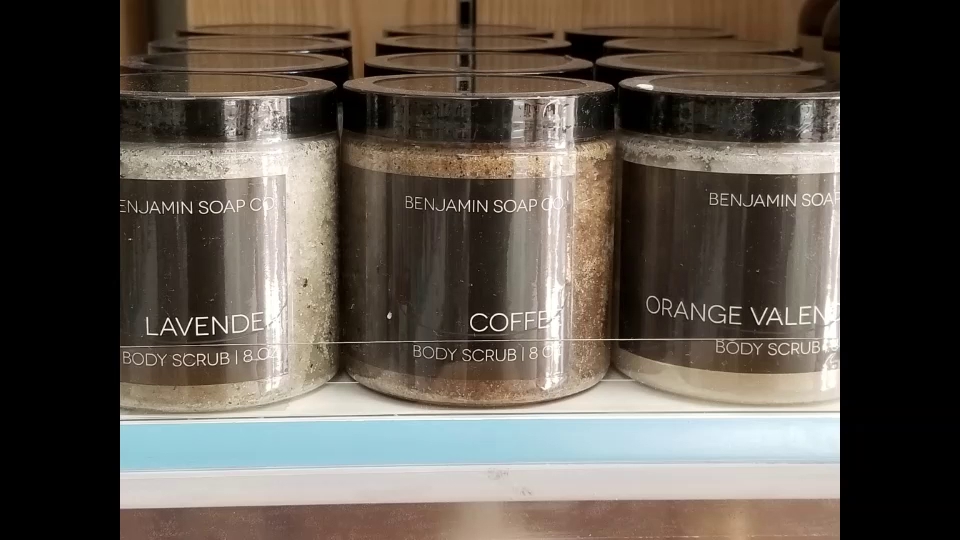 ENJAMIN SOAP CO
LAVENDE
BODY SCRUB | 8 OZ
BENJAMIN SOAP CO
COFFE
BODY SCRUB | 8 O
BENJAMIN SOAP
ORANGE VALEN
BODY SCRUB